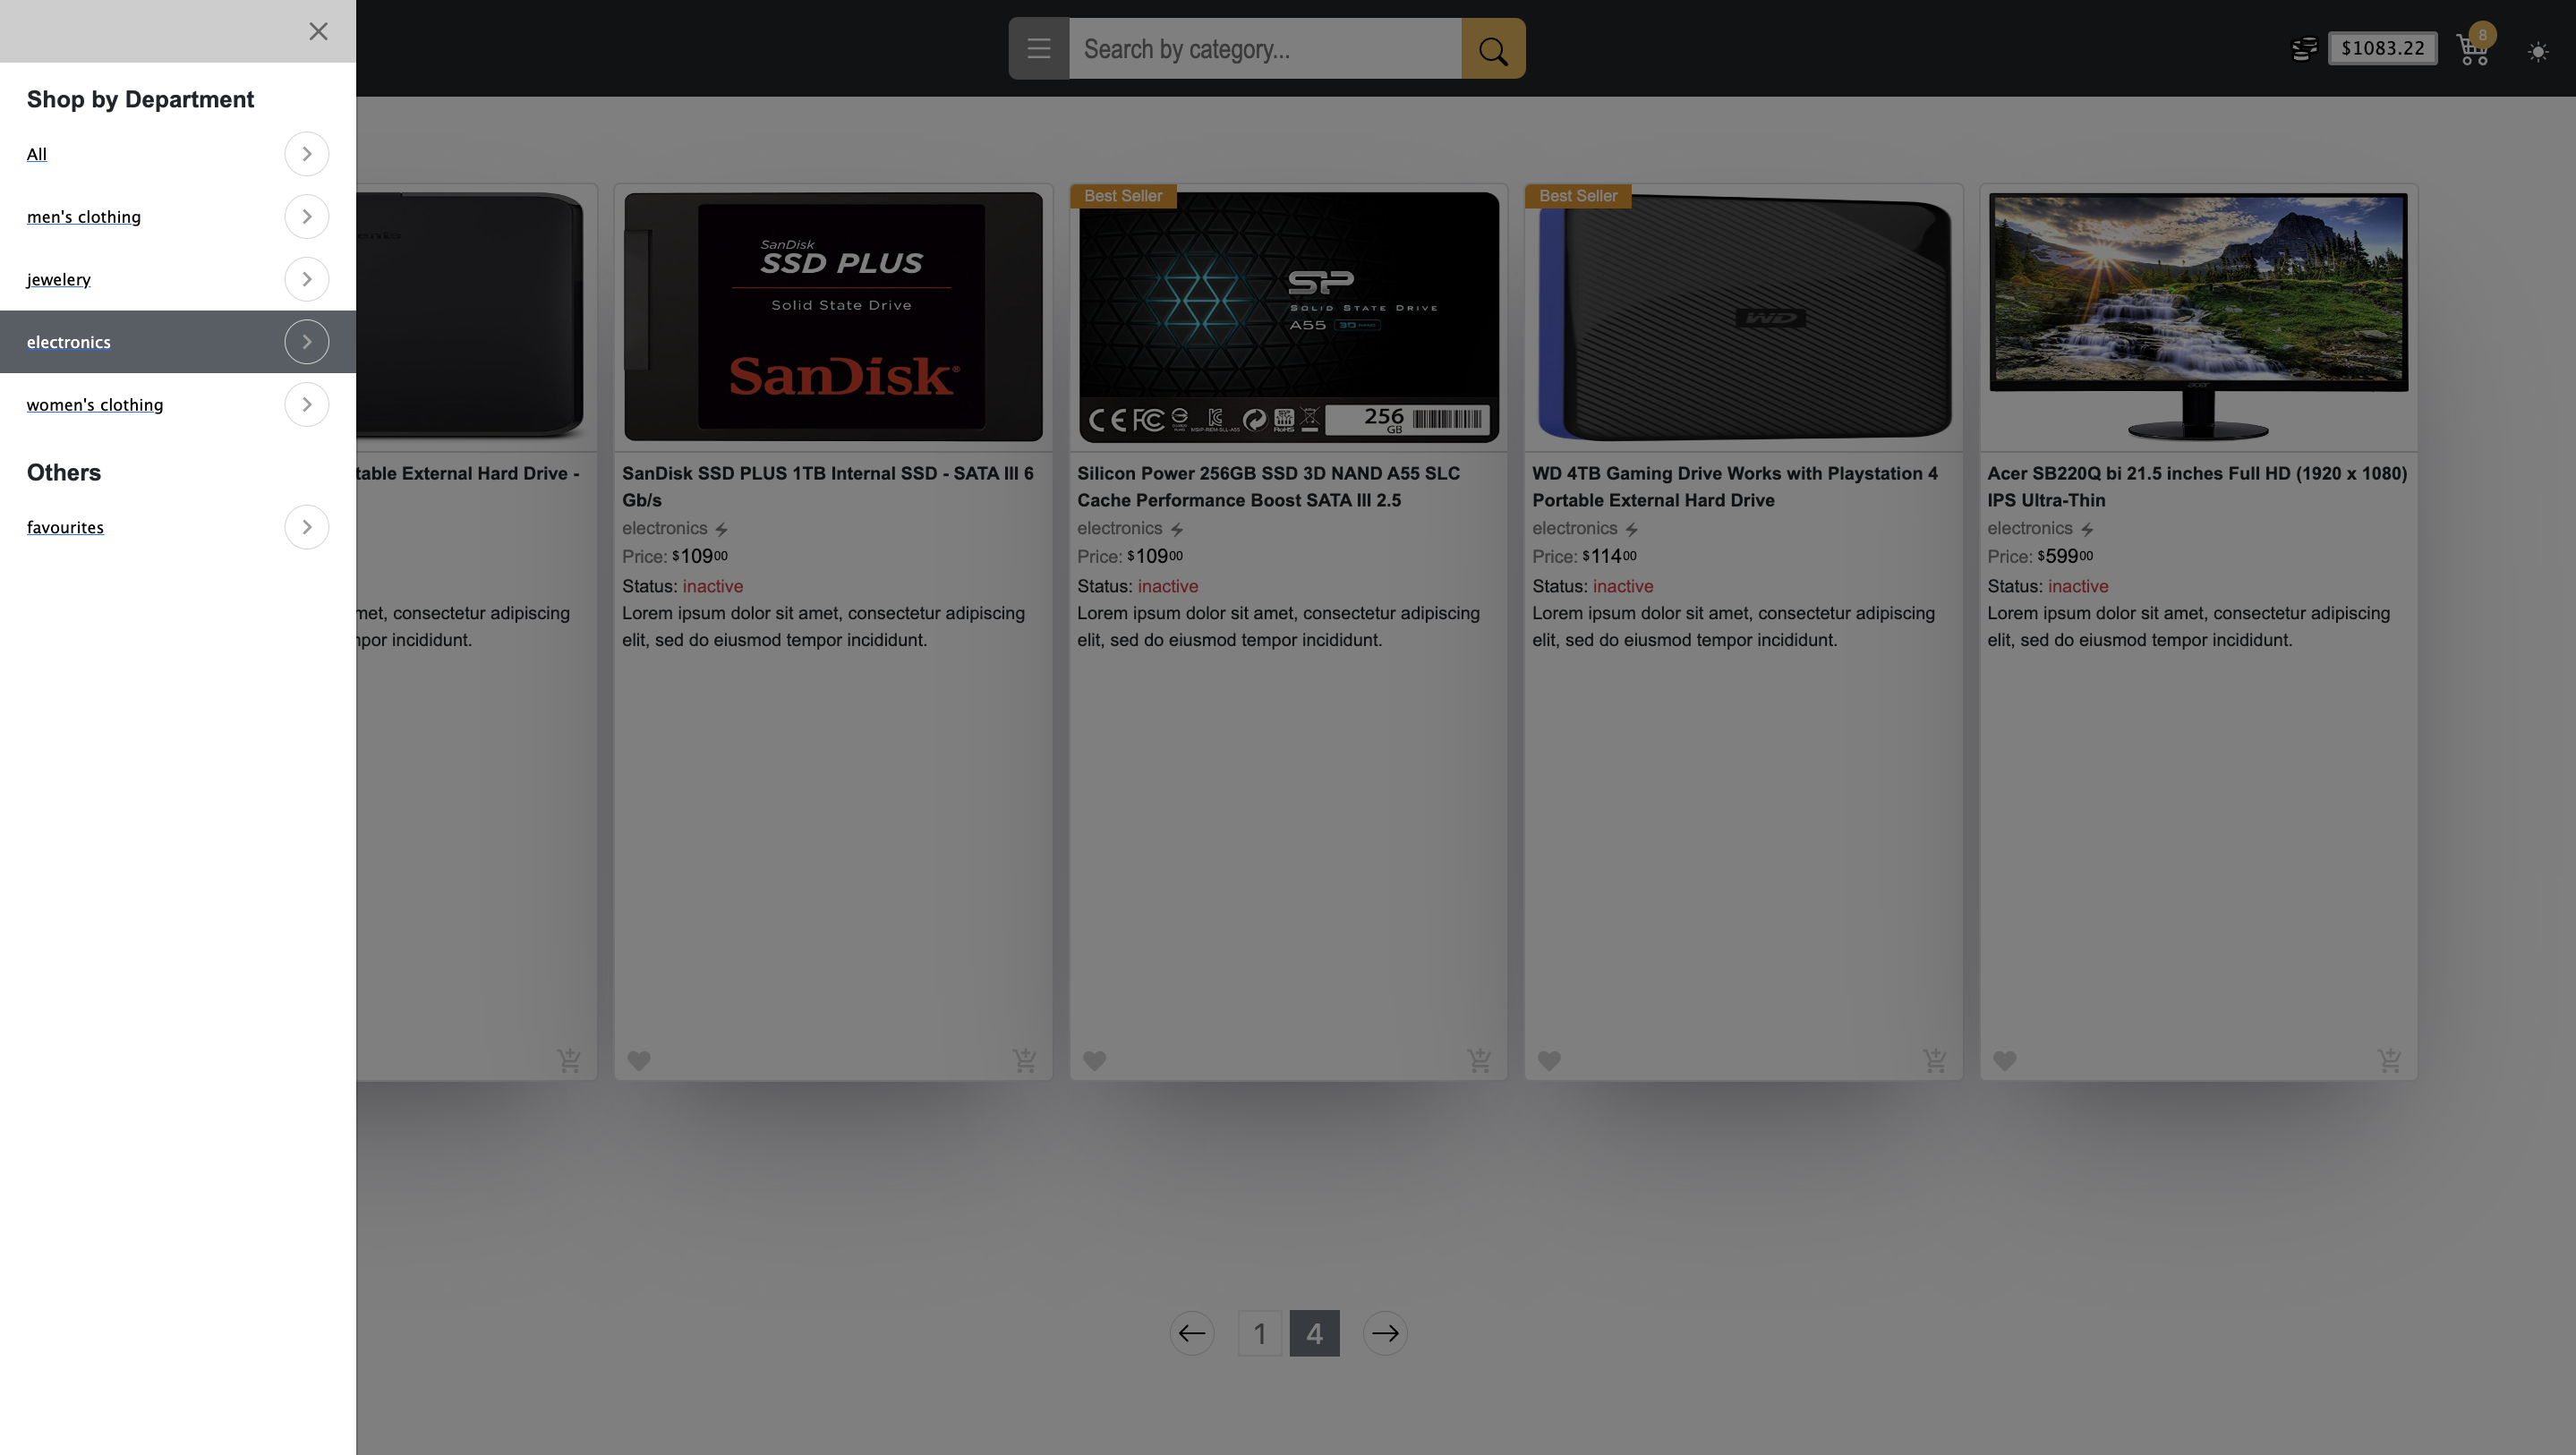 Search by category...
$1083.22
8
Shop by Department
All
men's clothing
jewelery
electronics
women's clothing
Others
favourites
table External Hard Drive -
met, consectetur adipiscing
por incididunt.
SanDisk
SSD PLUS
Solid State Drive
SanDisk®
SanDisk SSD PLUS 1TB Internal SSD - SATA III 6
Gb/s
electronics
Price: $10900
Status: inactive
Lorem ipsum dolor sit amet, consectetur adipiscing
elit, sed do eiusmod tempor incididunt.
Best Seller
SP
SOLID STATE DRIVE
A55
CE FC
256
GB
Silicon Power 256GB SSD 3D NAND A55 SLC
Cache Performance Boost SATA III 2.5
electronics
Price: $10900
Status: inactive
Lorem ipsum dolor sit amet, consectetur adipiscing
elit, sed do eiusmod tempor incididunt.
Best Seller
WD
WD 4TB Gaming Drive Works with Playstation 4
Portable External Hard Drive
electronics
Price: $11400
Status: inactive
Lorem ipsum dolor sit amet, consectetur adipiscing
elit, sed do eiusmod tempor incididunt.
acer
Acer SB220Q bi 21.5 inches Full HD (1920 x 1080)
IPS Ultra-Thin
electronics
Price: $59900
Status: inactive
Lorem ipsum dolor sit amet, consectetur adipiscing
elit, sed do eiusmod tempor incididunt.
1
4